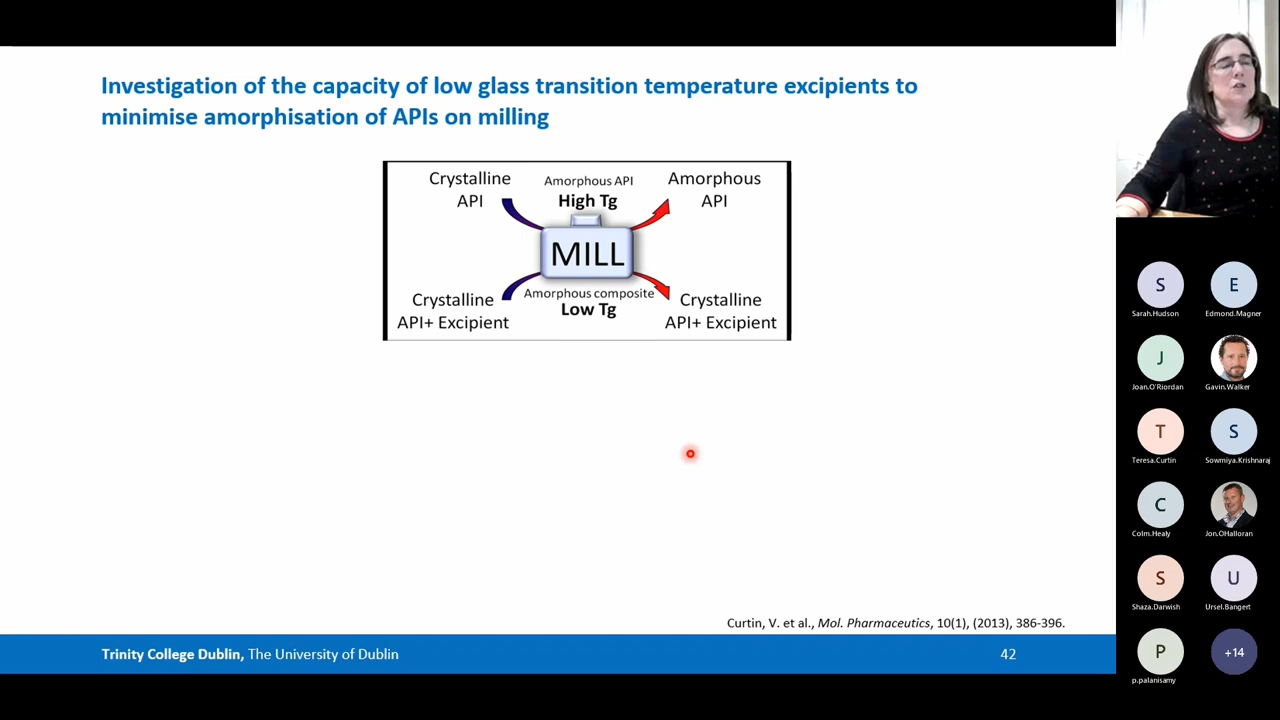 Investigation of the capacity of low glass transition temperature excipients to
minimise amorphisation of APIs on milling
Crystalline
API
Amorphous API
High Tg
Amorphous
API
MILL
Crystalline
API+ Excipient
Amorphous composite
Low Tg
Crystalline
API+ Excipient
Curtin, V. et al., Mol. Pharmaceutics, 10(1), (2013), 386-396.
Trinity College Dublin, The University of Dublin
42
S
E
Sarah.Hudson
Edmond.Magner
J
Joan.O'Riordan
Gavin.Walker
T
S
Teresa.Curtin
Sowmiya.Krishnaraj
C
Colm.Healy
Jon.OHalloran
S
U
Shaza.Darwish
Ursel.Bangert
P
+14
p.palanisamy